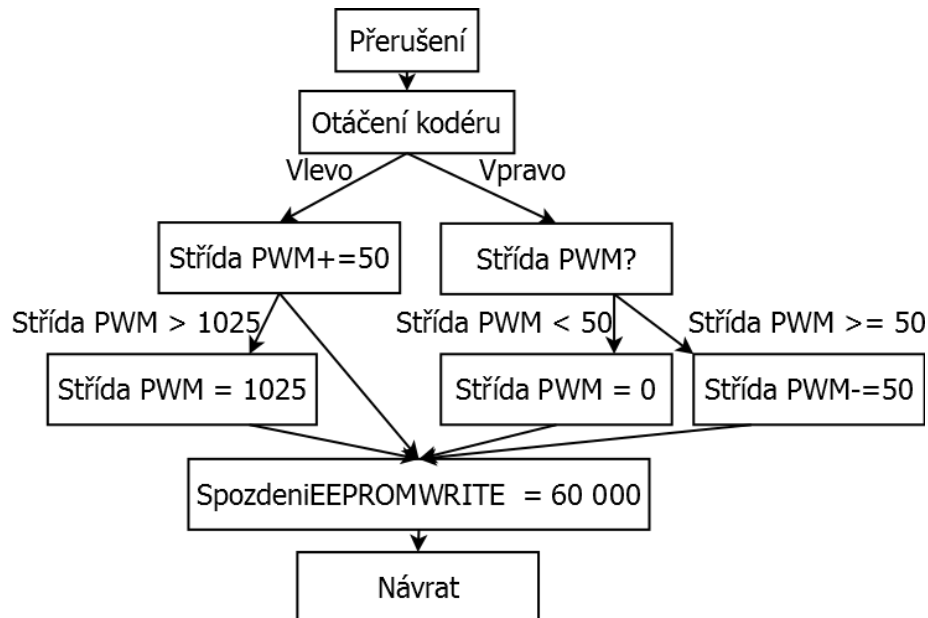 Přerušení
Otáčení kodéru
Vlevo
Vpravo
Střída PWM+=50
Střída PWM?
Střída PWM > 1025
Střída PWM < 50
Střída PWM >= 50
Střída PWM = 1025
Střída PWM = 0
Střída PWM-=50
SpozdeniEEPROMWRITE = 60 000
Návrat